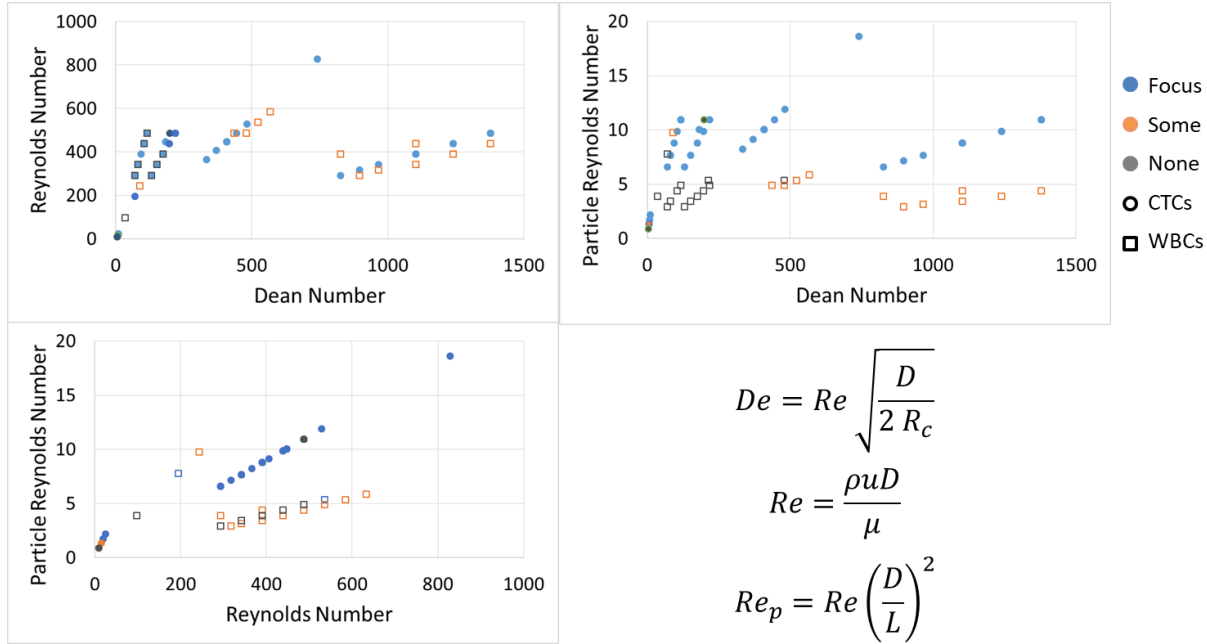 Reynolds Number
1000
800
600
400
200
0
0 500 1000 1500
Dean Number
Particle Reynolds Number
20
15
10
5
0
0 500 1000 1500
Dean Number
Focus
Some
None
CTCs
WBCs
Particle Reynolds Number
20
15
10
5
0
0 200 400 600 800 1000
Reynolds Number
De = Re √(D / 2 R_c)
Re = ρuD / μ
Re_p = Re (D / L)²